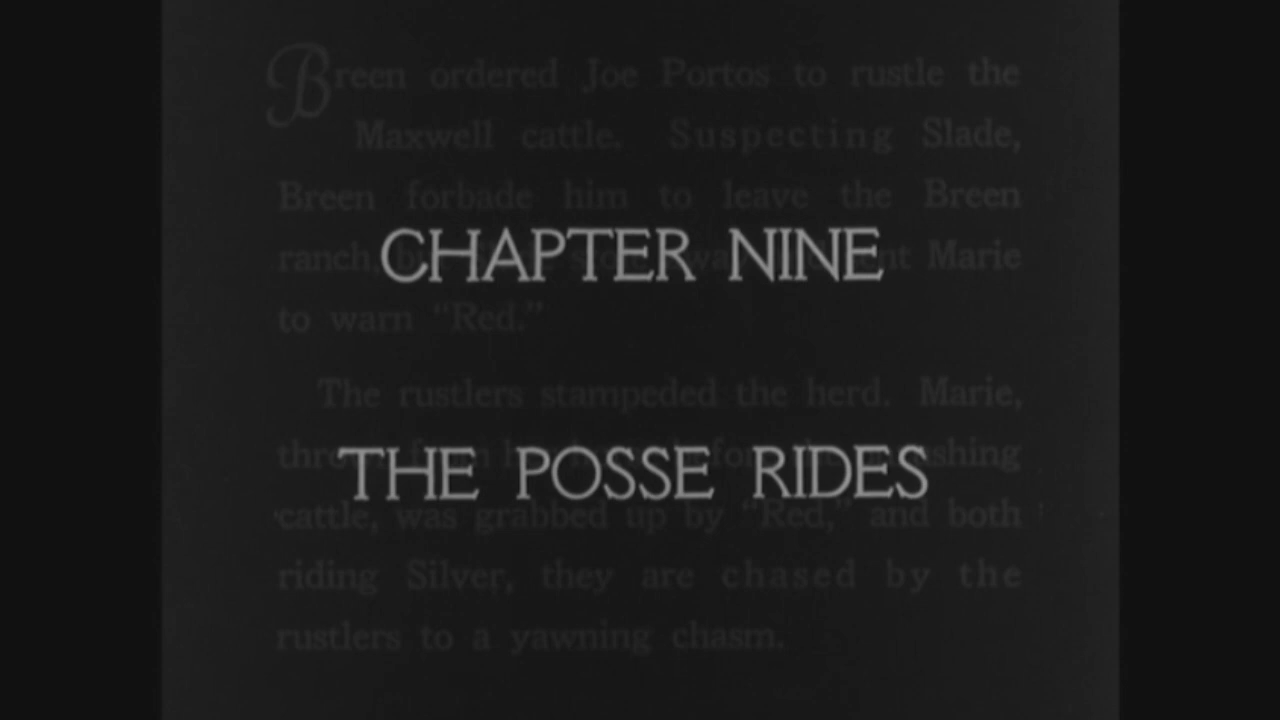 Breen ordered Joe Portos to rustle the
Maxwell cattle. Suspecting Slade,
Breen forbade him to leave the Breen
CHAPTER NINE
ranch, Marie
to warn “Red.”
The rustlers stampeded the herd. Marie,
THE POSSE RIDES
cattle, was grabbed up by “Red,” and both
riding Silver, they are chased by the
rustlers to a yawning chasm.